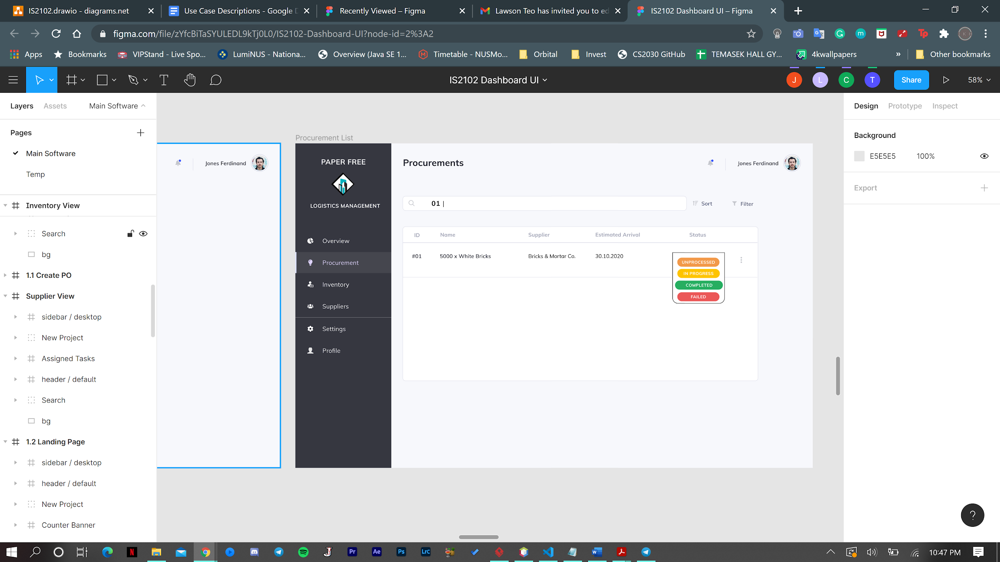 IS2102.drawio - diagrams.net
Use Case Descriptions - Google D
Recently Viewed – Figma
Lawson Teo has invited you to ed
IS2102 Dashboard UI – Figma
figma.com/file/zYfcBiTaSYULEDL9kTj0L0/IS2102-Dashboard-UI?node-id=2%3A2
Apps
Bookmarks
VIPStand - Live Spo...
LumiNUS - Nationa...
Overview (Java SE 1...
Timetable - NUSMo...
Orbital
Invest
CS2030 GitHub
TEMASEK HALL GY...
4kwallpapers
»
Other bookmarks
IS2102 Dashboard UI
J
L
C
T
Share
58%
Layers
Assets
Main Software
Pages
Main Software
Temp
Inventory View
Search
bg
1.1 Create PO
Supplier View
sidebar / desktop
New Project
Assigned Tasks
header / default
Search
bg
1.2 Landing Page
sidebar / desktop
header / default
New Project
Counter Banner
Jones Ferdinand
Procurement List
PAPER FREE
LOGISTICS MANAGEMENT
Overview
Procurement
Inventory
Suppliers
Settings
Profile
Procurements
Jones Ferdinand
01 |
Sort
Filter
ID Name Supplier Estimated Arrival Status
#01 5000 x White Bricks Bricks & Mortar Co. 30.10.2020
UNPROCESSED
IN PROGRESS
COMPLETED
FAILED
Design
Prototype
Inspect
Background
E5E5E5 100%
Export
?
Pr
Ae
Ps
Lrc
10:47 PM